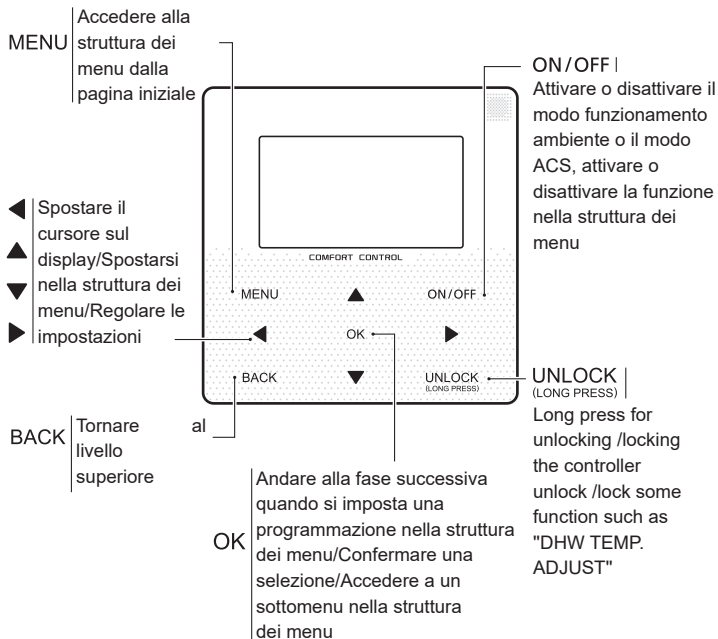 MENU
Accedere alla
struttura dei
menu dalla
pagina iniziale
ON/OFF
Attivare o disattivare il
modo funzionamento
ambiente o il modo
ACS, attivare o
disattivare la funzione
nella struttura dei
menu
Spostare il
cursore sul
display/Spostarsi
nella struttura dei
menu/Regolare le
impostazioni
COMFORT CONTROL
MENU
ON/OFF
OK
BACK
UNLOCK
(LONG PRESS)
BACK
Tornare al
livello
superiore
OK
Andare alla fase successiva
quando si imposta una
programmazione nella struttura
dei menu/Confermare una
selezione/Accedere a un
sottomenu nella struttura
dei menu
UNLOCK
(LONG PRESS)
Long press for
unlocking /locking
the controller
unlock /lock some
function such as
"DHW TEMP.
ADJUST"